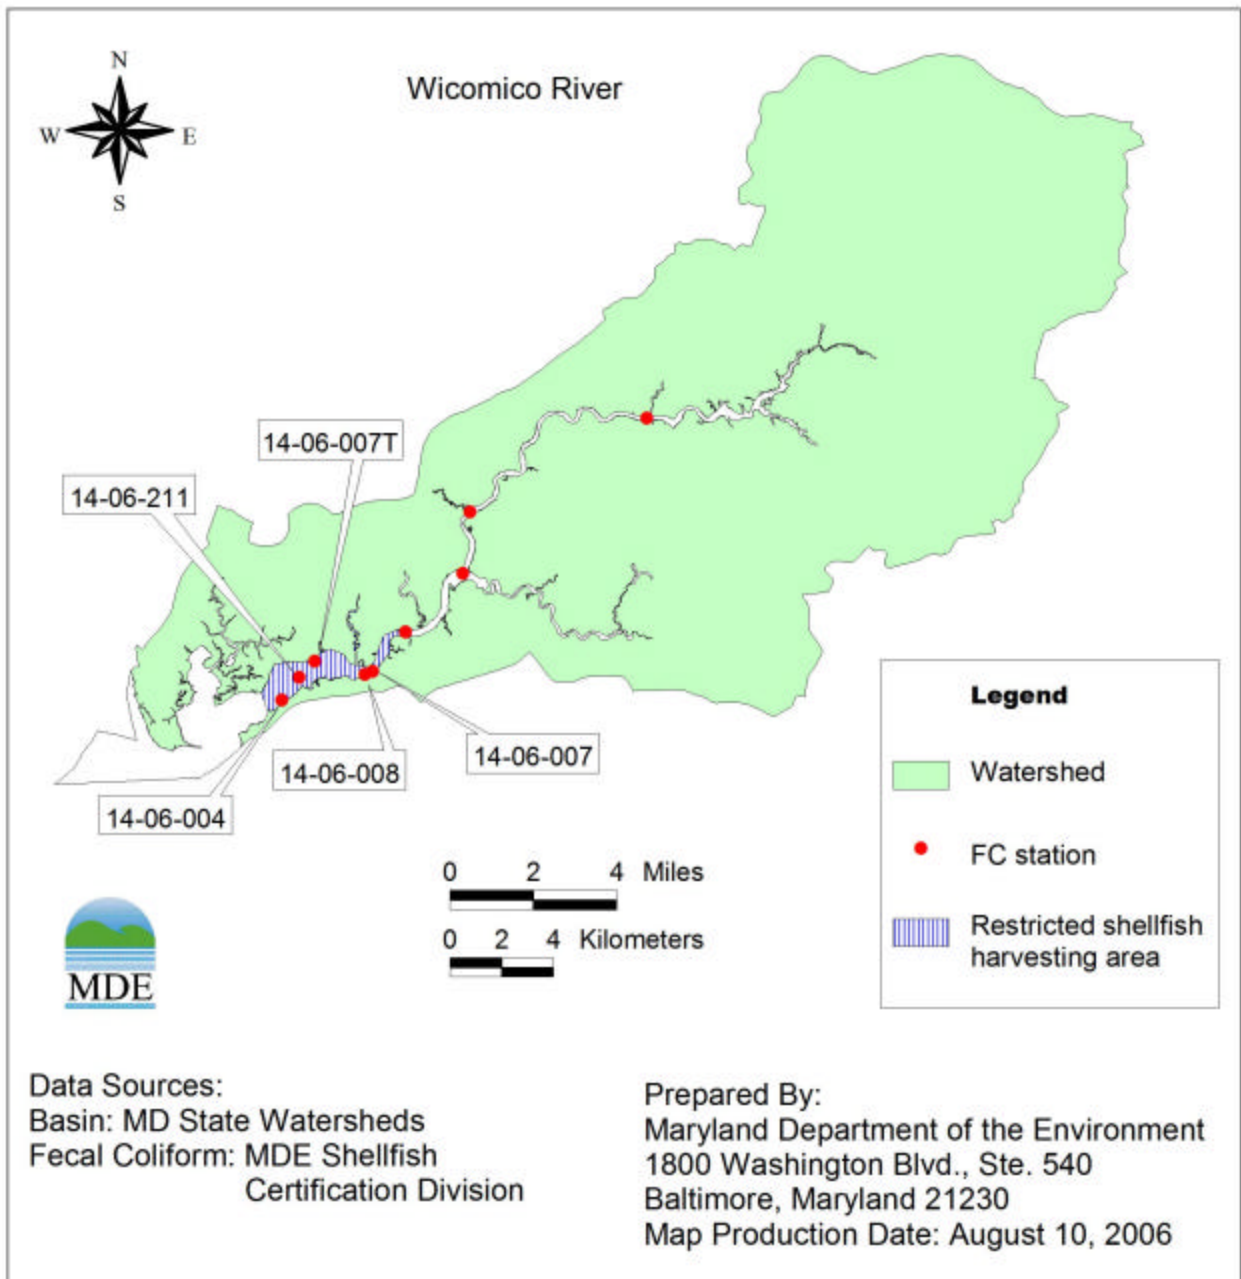 N
Wicomico River
W
E
S
14-06-007T
14-06-211
14-06-007
14-06-008
14-06-004
Legend
Watershed
FC station
Restricted shellfish
harvesting area
0 2 4 Miles
0 2 4 Kilometers
MDE
Data Sources:
Basin: MD State Watersheds
Fecal Coliform: MDE Shellfish
Certification Division
Prepared By:
Maryland Department of the Environment
1800 Washington Blvd., Ste. 540
Baltimore, Maryland 21230
Map Production Date: August 10, 2006